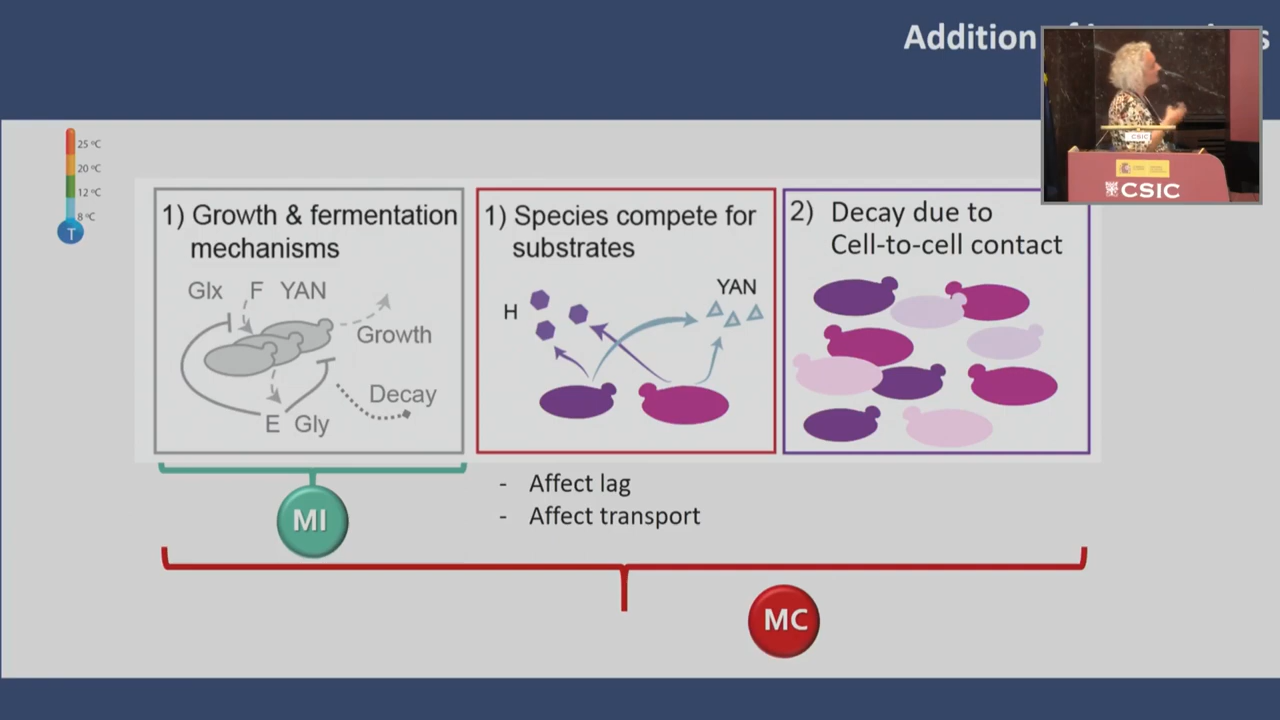 Addition
25 ºC
20 ºC
12 ºC
8 ºC
T
1) Growth & fermentation
mechanisms
Glx F YAN
Growth
Decay
E Gly
1) Species compete for
substrates
H
YAN
2) Decay due to
Cell-to-cell contact
CSIC
CSIC
MI
- Affect lag
- Affect transport
MC